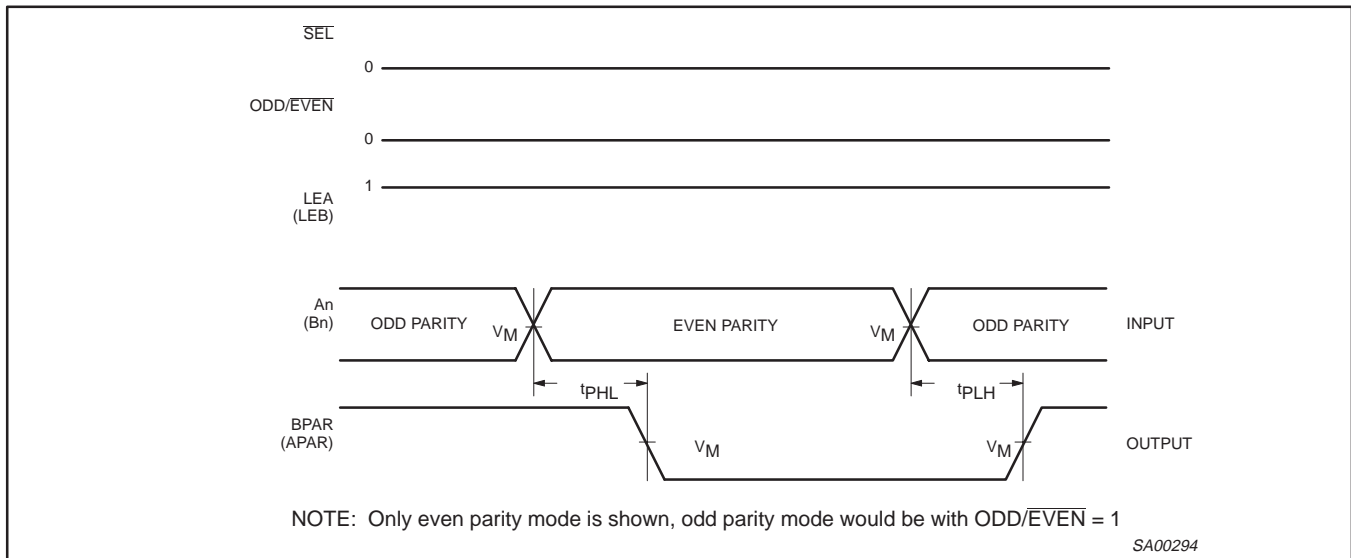 SEL
0
ODD/EVEN
0
1
LEA
(LEB)
An
(Bn)
ODD PARITY
VM
EVEN PARITY
VM
ODD PARITY
INPUT
tPHL
tPLH
BPAR
(APAR)
VM
VM
OUTPUT
NOTE: Only even parity mode is shown, odd parity mode would be with ODD/EVEN = 1
SA00294